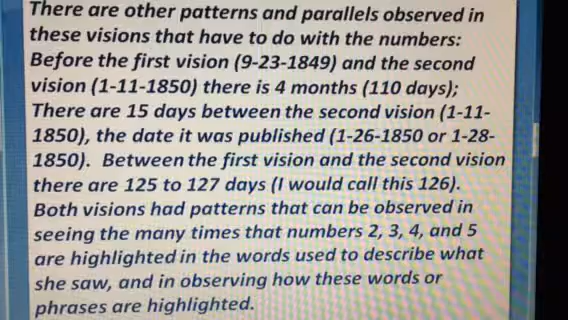 There are other patterns and parallels observed in
these visions that have to do with the numbers:
Before the first vision (9-23-1849) and the second
vision (1-11-1850) there is 4 months (110 days);
There are 15 days between the second vision (1-11-
1850), the date it was published (1-26-1850 or 1-28-
1850).  Between the first vision and the second vision
there are 125 to 127 days (I would call this 126).
Both visions had patterns that can be observed in
seeing the many times that numbers 2, 3, 4, and 5
are highlighted in the words used to describe what
she saw, and in observing how these words or
phrases are highlighted.